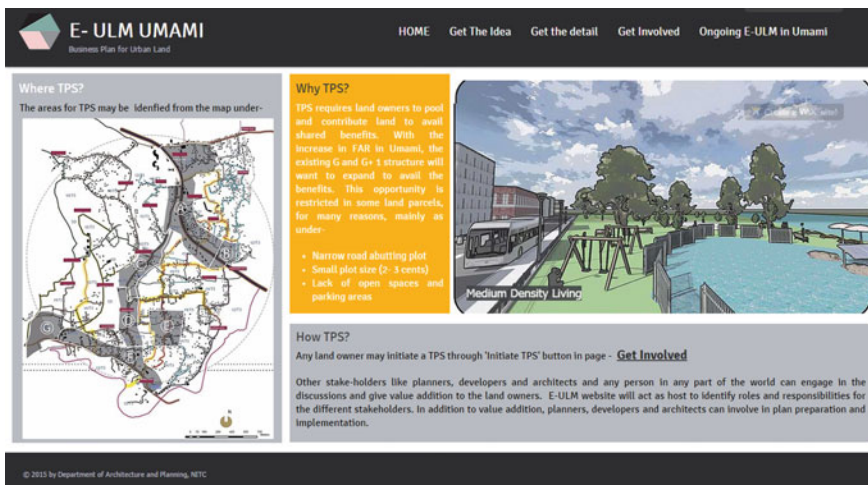 E- ULM UMAMI
Business Plan for Urban Land
HOME Get The Idea Get the detail Get Involved Ongoing E-ULM in Umami
Where TPS?
The areas for TPS may be idenfied from the map under-
Why TPS?
TPS requires land owners to pool
and contribute land to avail
shared benefits. With the
increase in FAR in Umami, the
existing G and G+ 1 structure will
want to expand to avail the
benefits. This opportunity is
restricted in some land parcels,
for many reasons, mainly as
under-
• Narrow road abutting plot
• Small plot size (2- 3 cents)
• Lack of open spaces and
parking areas
Medium Density Living
How TPS?
Any land owner may initiate a TPS through 'Initiate TPS' button in page - Get Involved
Other stake-holders like planners, developers and architects and any person in any part of the world can engage in the
discussions and give value addition to the land owners. E-ULM website will act as host to identify roles and responsibilities for
the different stakeholders. In addition to value addition, planners, developers and architects can involve in plan preparation and
implementation.
© 2015 by Department of Architecture and Planning, NITC